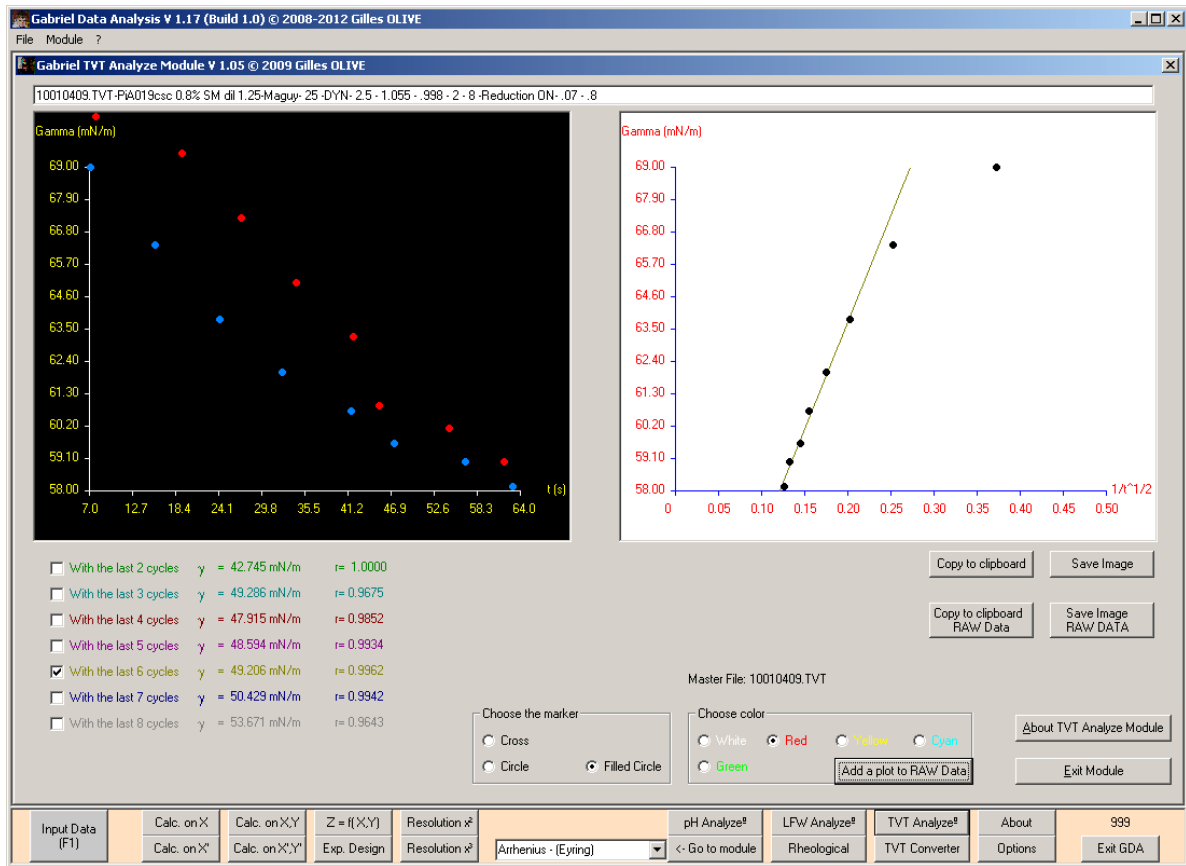 Gabriel Data Analysis V 1.17 (Build 1.0) © 2008-2012 Gilles OLIVE
File Module ?
Gabriel TVT Analyze Module V 1.05 © 2009 Gilles OLIVE
10010409.TVT-PiA019csc 0.8% SM dil 1.25-Maguy- 25 -DYN- 2.5 - 1.055 - .998 - 2 - 8 -Reduction ON- .07 - .8
Gamma (mN/m)
69.00
67.90
66.80
65.70
64.60
63.50
62.40
61.30
60.20
59.10
58.00
t (s)
7.0 12.7 18.4 24.1 29.8 35.5 41.2 46.9 52.6 58.3 64.0
Gamma (mN/m)
69.00
67.90
66.80
65.70
64.60
63.50
62.40
61.30
60.20
59.10
58.00
1/t^1/2
0 0.05 0.10 0.15 0.20 0.25 0.30 0.35 0.40 0.45 0.50
With the last 2 cycles γ = 42.745 mN/m r= 1.0000
With the last 3 cycles γ = 49.286 mN/m r= 0.9675
With the last 4 cycles γ = 47.915 mN/m r= 0.9852
With the last 5 cycles γ = 48.594 mN/m r= 0.9934
With the last 6 cycles γ = 49.206 mN/m r= 0.9962
With the last 7 cycles γ = 50.429 mN/m r= 0.9942
With the last 8 cycles γ = 53.671 mN/m r= 0.9643
Copy to clipboard Save Image
Copy to clipboard
RAW Data
Save Image
RAW DATA
Master File: 10010409.TVT
Choose the marker
Cross
Circle Filled Circle
Choose color
White Red Yellow Cyan
Green
Add a plot to RAW Data
About TVT Analyze Module
Exit Module
Input Data
(F1)
Calc. on X Calc. on X,Y Z = f(X,Y) Resolution x²
Calc. on X' Calc. on X',Y' Exp. Design Resolution x³
Arrhenius - (Eyring)
pH Analyze® LFW Analyze® TVT Analyze® About 999
<- Go to module Rheological TVT Converter Options Exit GDA